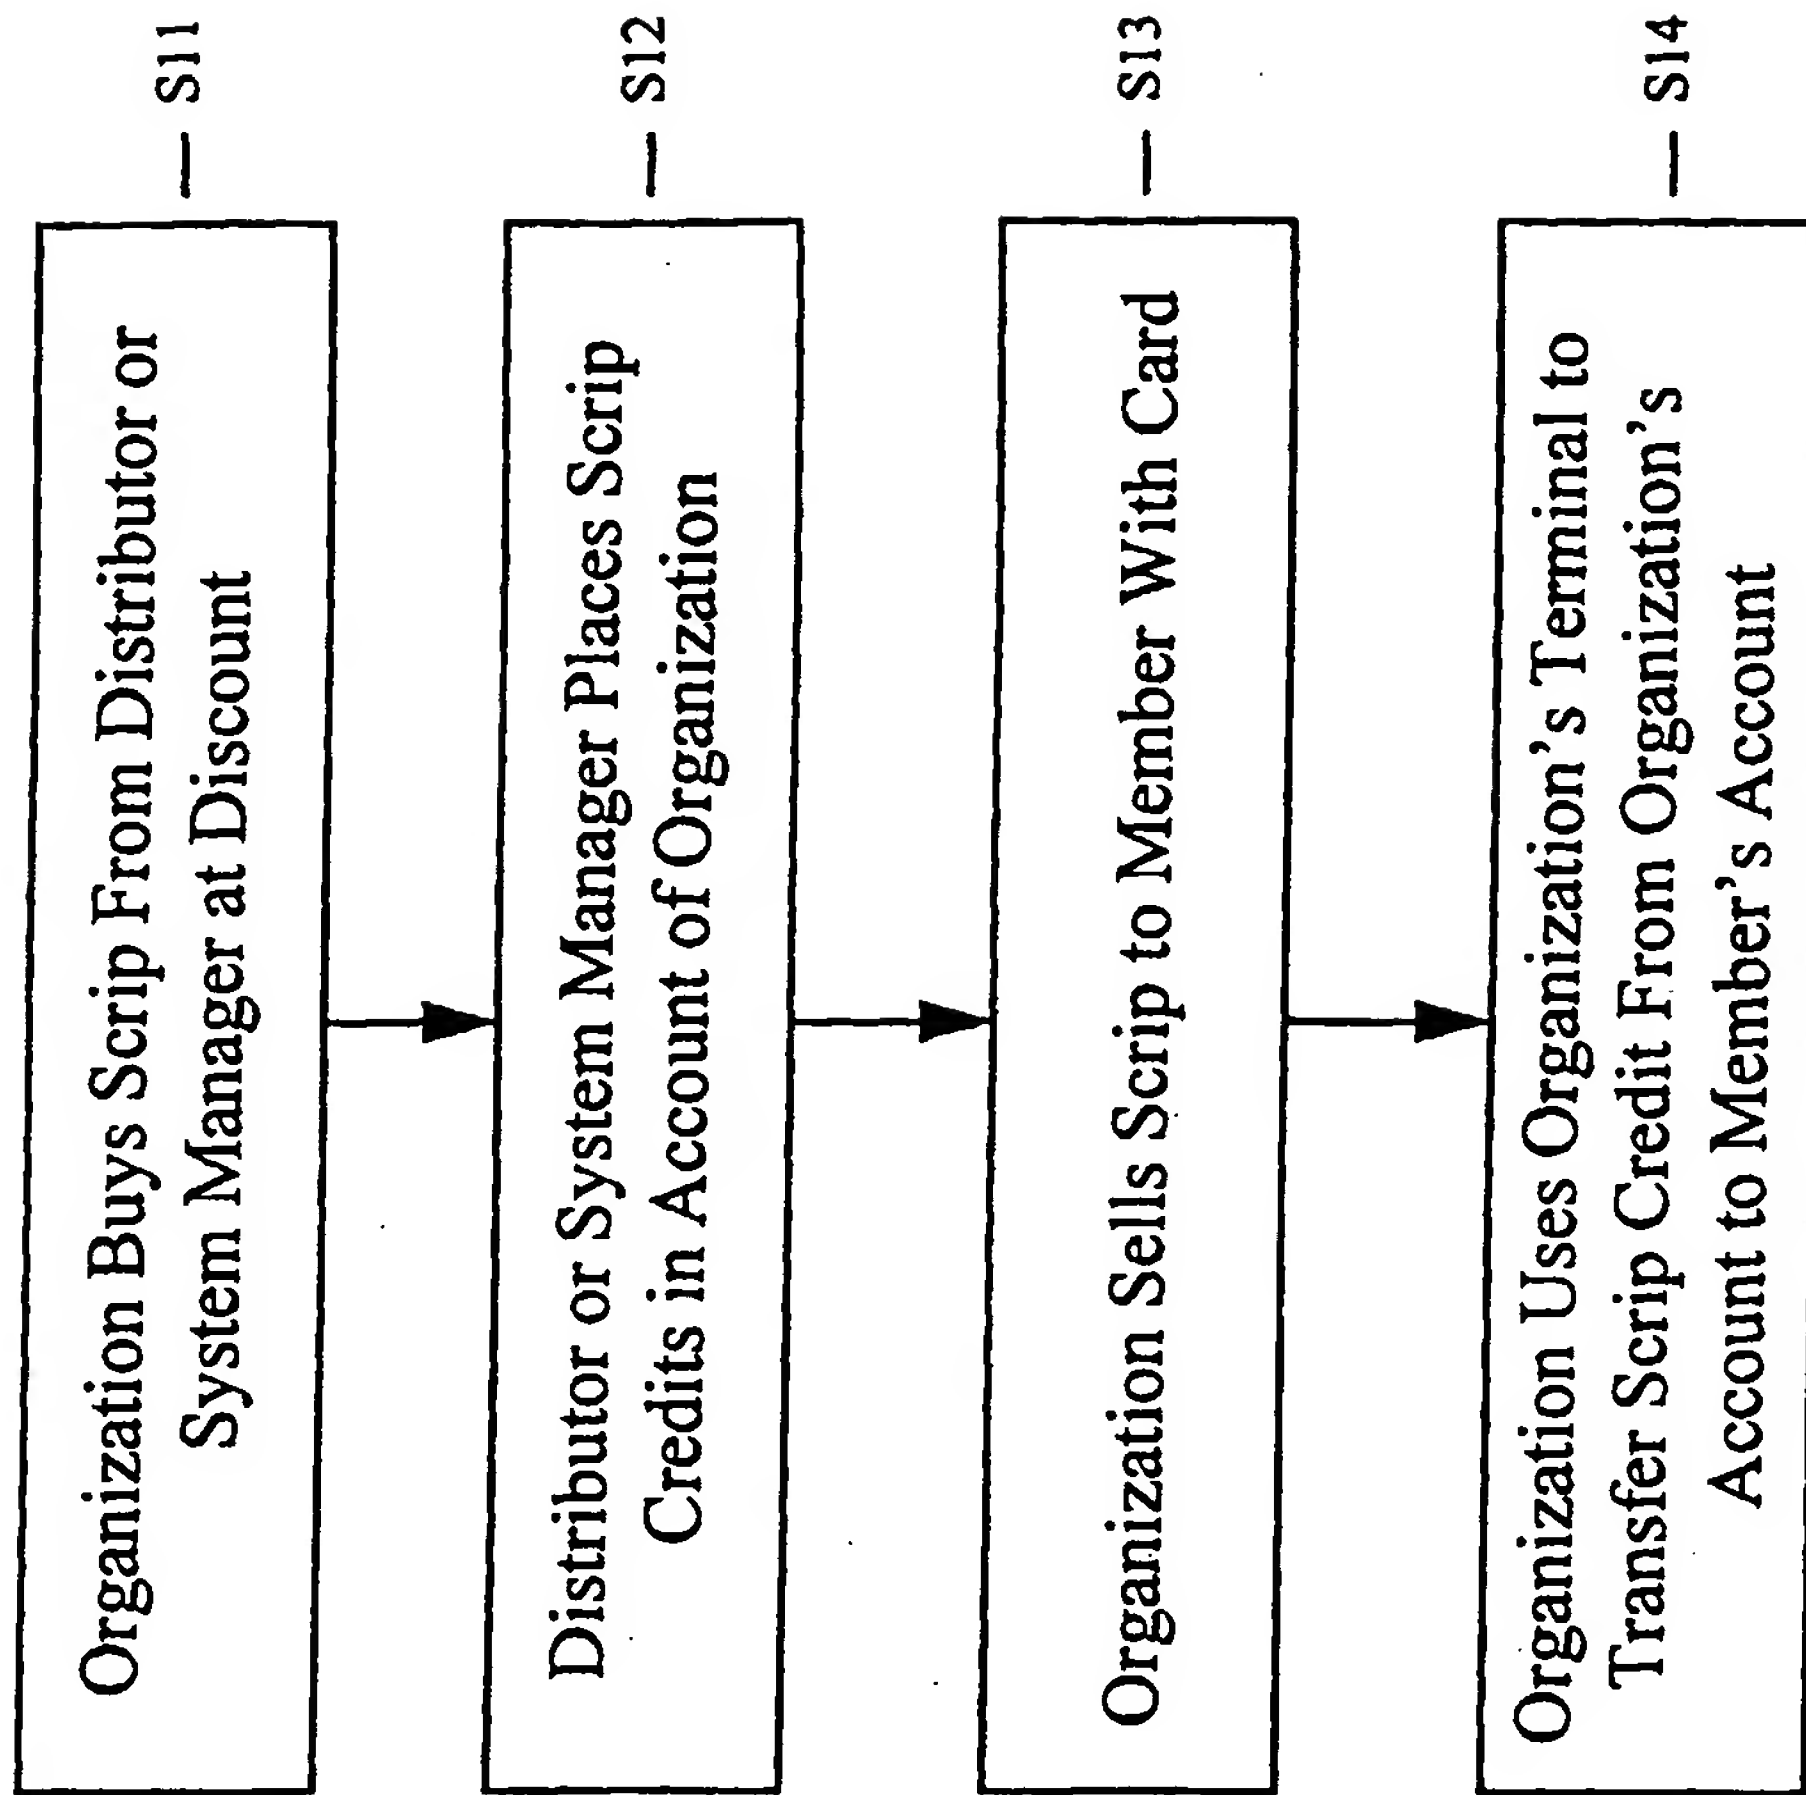 Organization Buys Scrip From Distributor or
System Manager at Discount
— S11
Distributor or System Manager Places Scrip
Credits in Account of Organization
— S12
Organization Sells Scrip to Member With Card
— S13
Organization Uses Organization's Terminal to
Transfer Scrip Credit From Organization's
Account to Member's Account
— S14